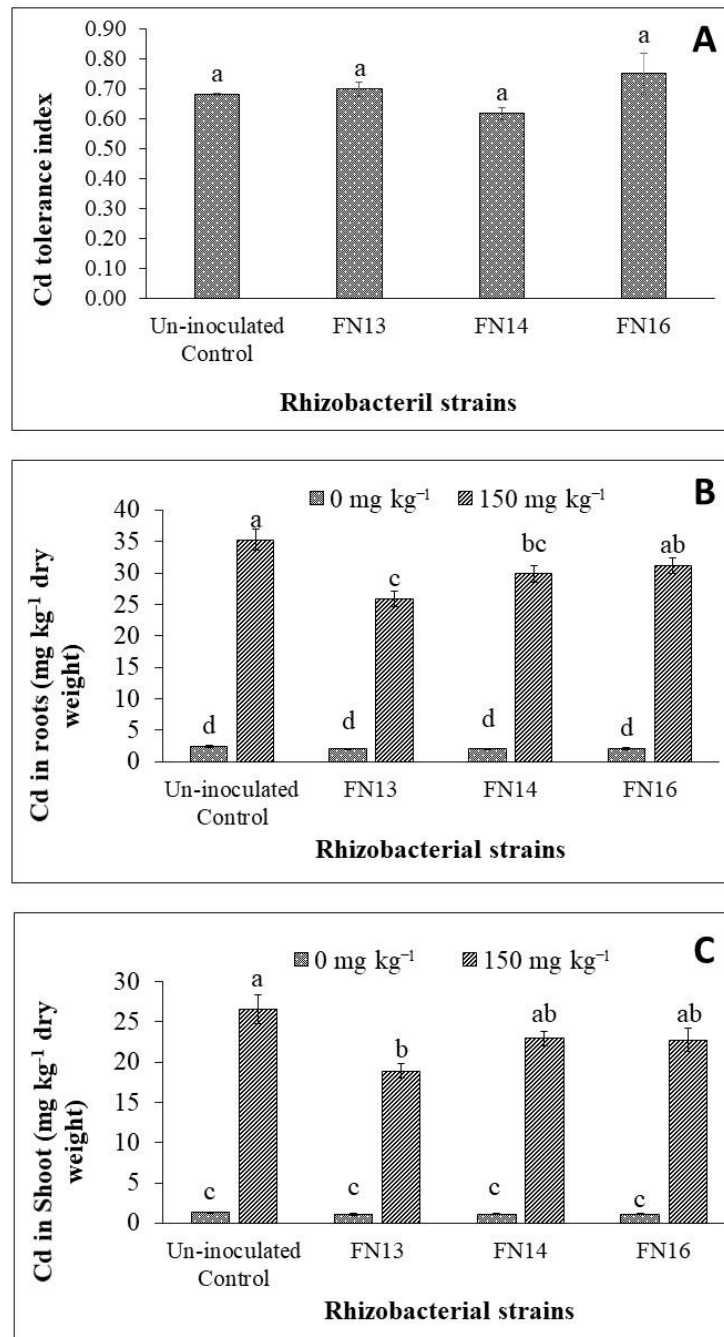 A
0.90
0.80
0.70
0.60
0.50
0.40
0.30
0.20
0.10
0.00
Cd tolerance index
a a a a
Un-inoculated Control FN13 FN14 FN16
Rhizobacteril strains
B
0 mg kg⁻¹ 150 mg kg⁻¹
40
35
30
25
20
15
10
5
0
Cd in roots (mg kg⁻¹ dry weight)
d a d c d bc d ab
Un-inoculated Control FN13 FN14 FN16
Rhizobacterial strains
C
0 mg kg⁻¹ 150 mg kg⁻¹
30
25
20
15
10
5
0
Cd in Shoot (mg kg⁻¹ dry weight)
c a c b c ab c ab
Un-inoculated Control FN13 FN14 FN16
Rhizobacterial strains